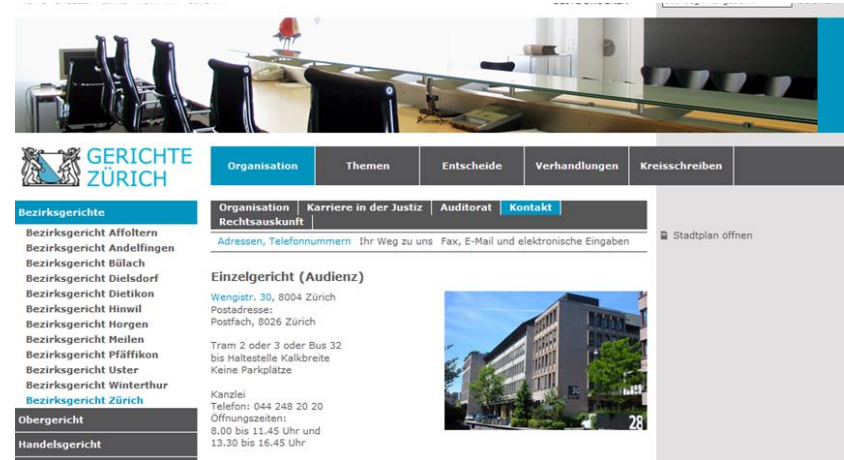 GERICHTE
ZÜRICH
Organisation Themen Entscheide Verhandlungen Kreisschreiben
Bezirksgerichte
Bezirksgericht Affoltern
Bezirksgericht Andelfingen
Bezirksgericht Bülach
Bezirksgericht Dielsdorf
Bezirksgericht Dietikon
Bezirksgericht Hinwil
Bezirksgericht Horgen
Bezirksgericht Meilen
Bezirksgericht Pfäffikon
Bezirksgericht Uster
Bezirksgericht Winterthur
Bezirksgericht Zürich
Obergericht
Handelsgericht
Organisation Karriere in der Justiz Auditorat Kontakt
Rechtsauskunft
Adressen, Telefonnummern Ihr Weg zu uns Fax, E-Mail und elektronische Eingaben
Einzelgericht (Audienz)
Wengistr. 30, 8004 Zürich
Postadresse:
Postfach, 8026 Zürich
Tram 2 oder 3 oder Bus 32
bis Haltestelle Kalkbreite
Keine Parkplätze
Kanzlei
Telefon: 044 248 20 20
Öffnungszeiten:
8.00 bis 11.45 Uhr und
13.30 bis 16.45 Uhr
30
28
Stadtplan öffnen